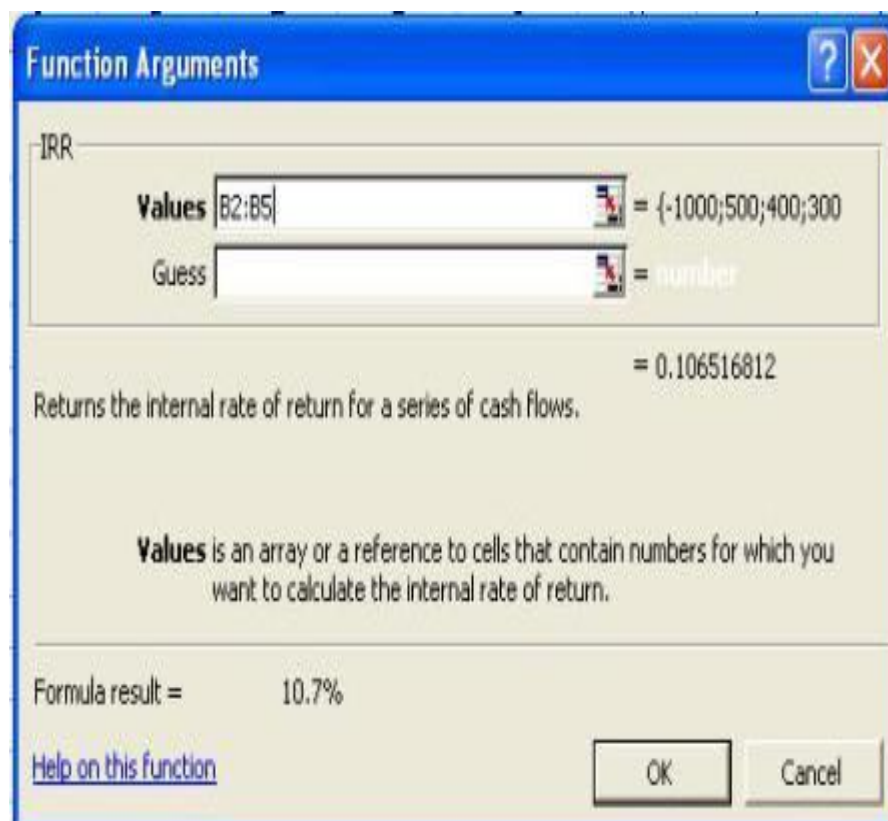 Function Arguments
IRR
Values B2:B5 = {-1000;500;400;300
Guess = number
= 0.106516812
Returns the internal rate of return for a series of cash flows.
Values is an array or a reference to cells that contain numbers for which you
want to calculate the internal rate of return.
Formula result = 10.7%
Help on this function
OK Cancel